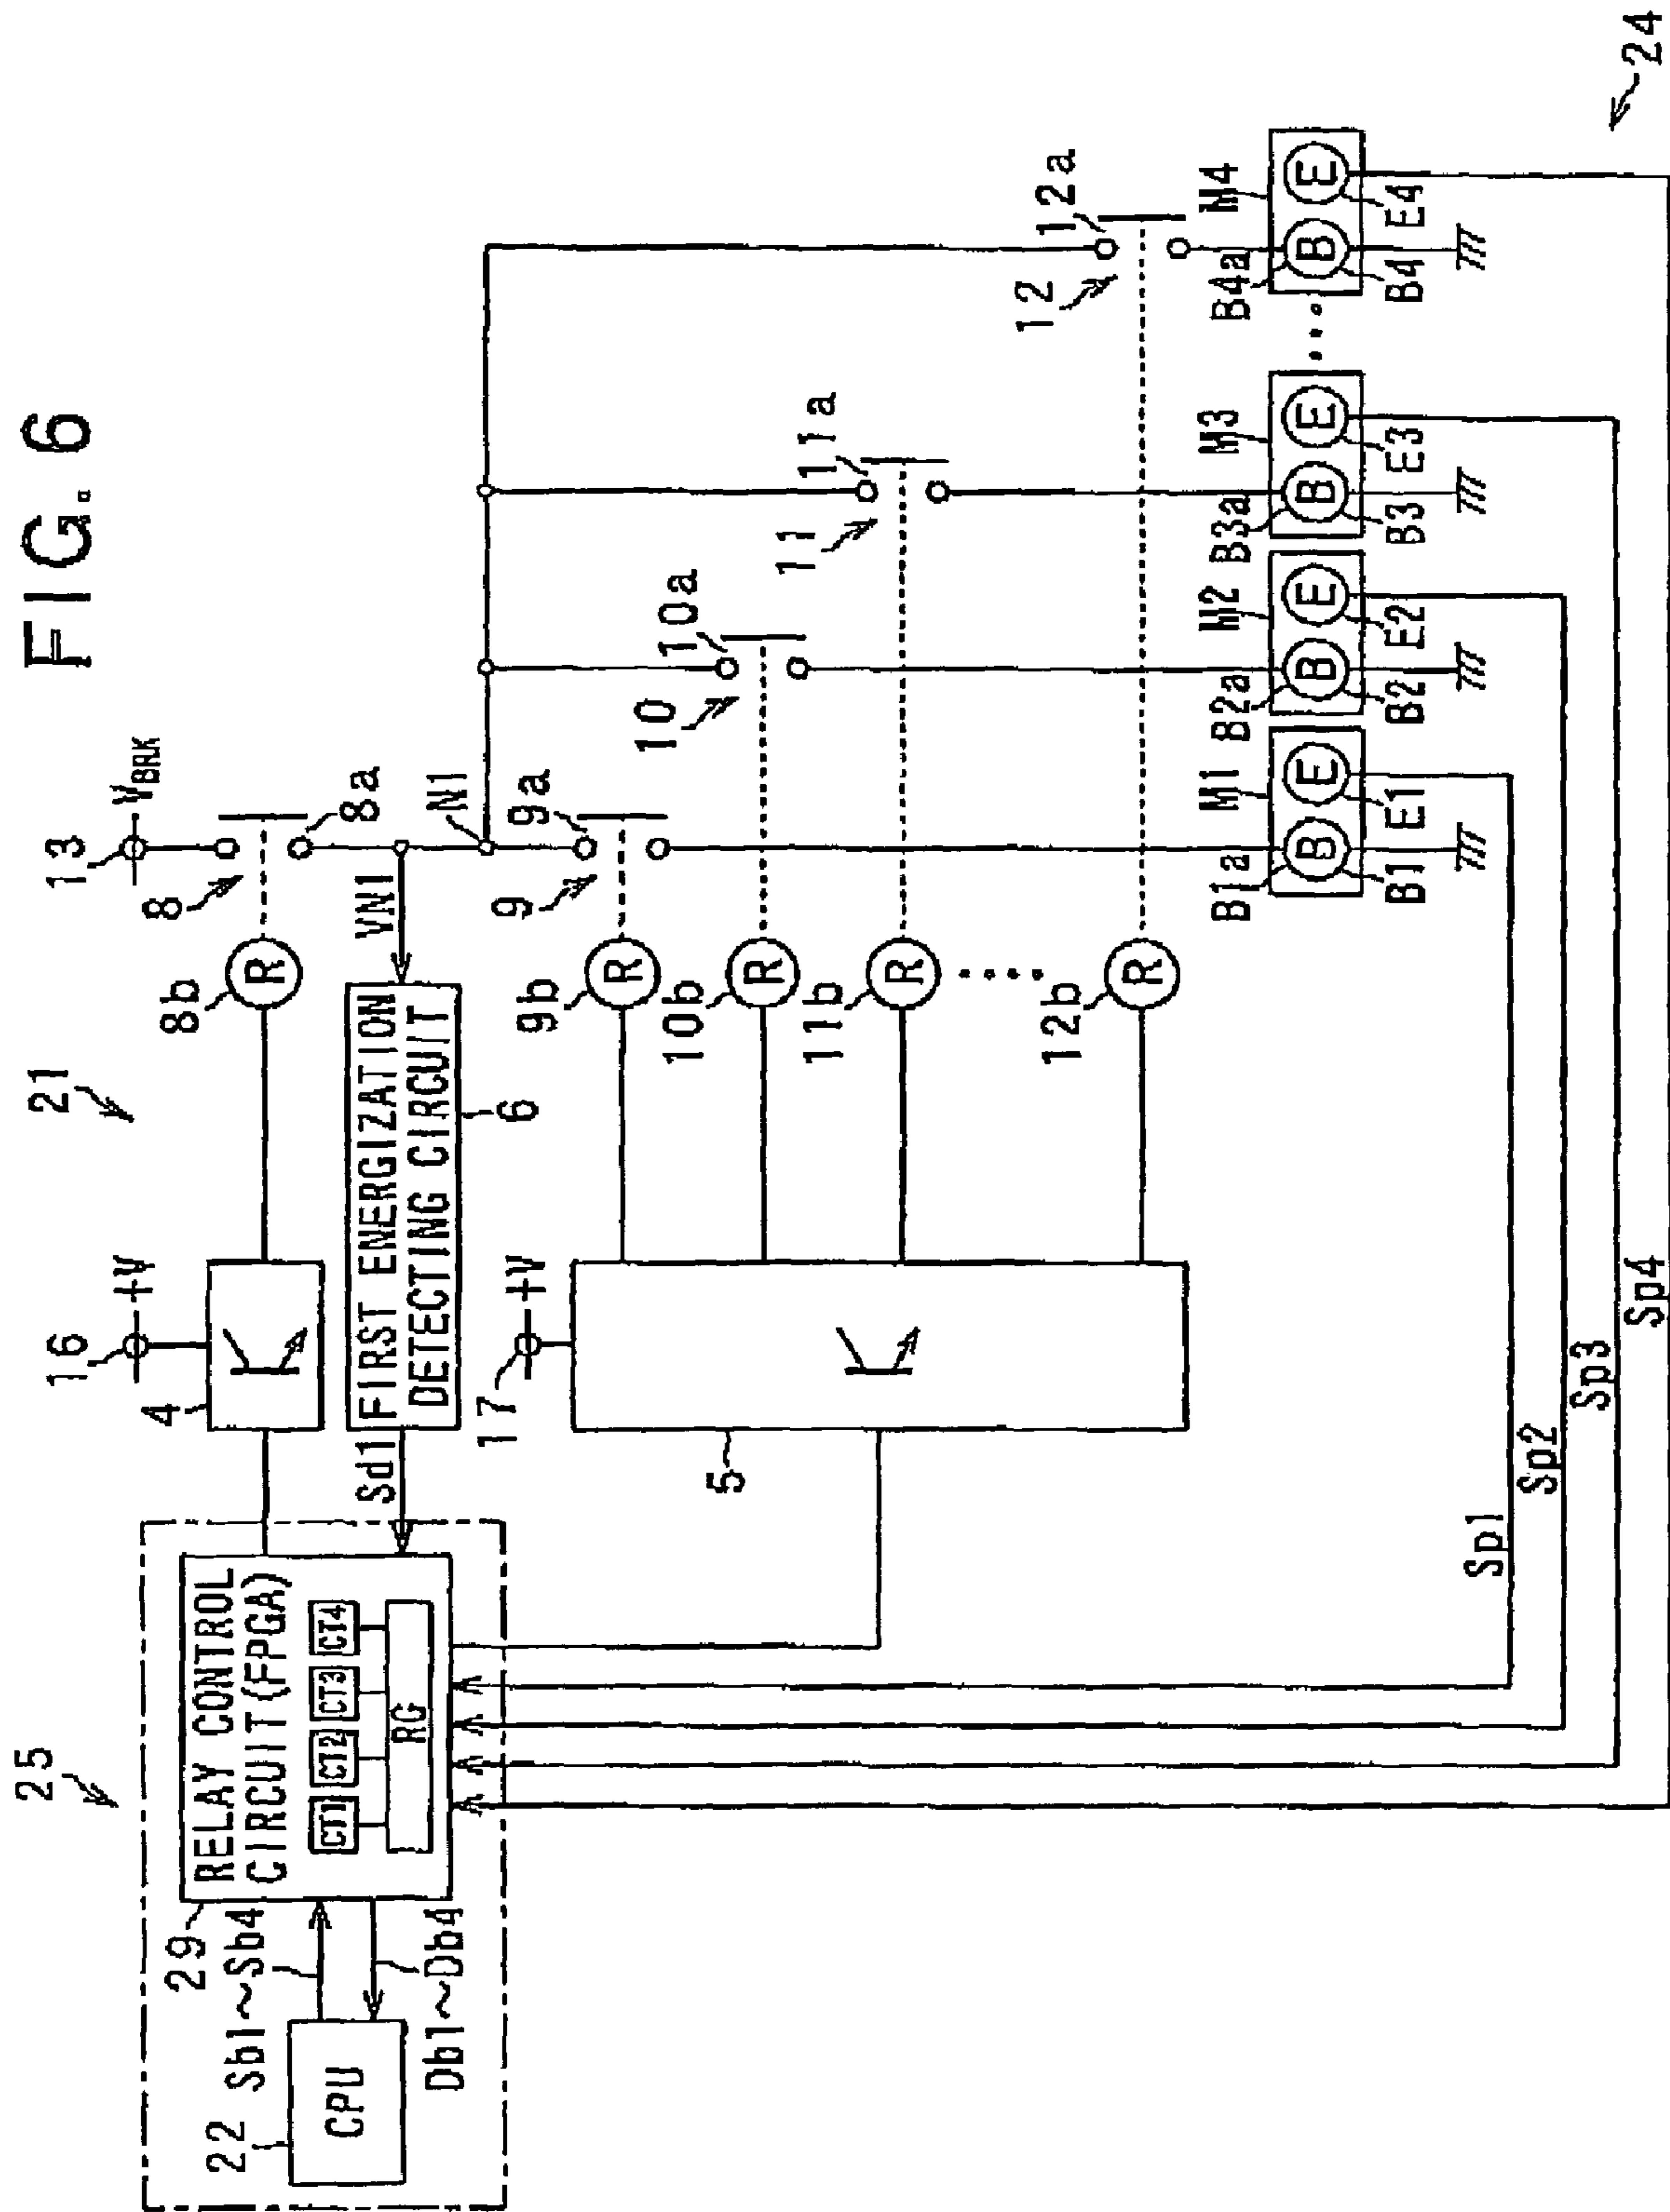 FIG. 6
25
21
24
13
VBRK
16
+V
4
8b
R
8
8a
29
RELAY CONTROL
CIRCUIT(FPGA)
CT1
CT2
CT3
CT4
RG
22
CPU
Sb1~Sb4
Db1~Db4
Sd1
FIRST ENERGIZATION
DETECTING CIRCUIT
6
VN1
N1
17
+V
5
9b
R
9
9a
10b
R
10
10a
11b
R
11
11a
12b
R
12
12a
B1a
M1
B
E
B1
E1
B2a
M2
B
E
B2
E2
B3a
M3
B
E
B3
E3
B4a
M4
B
E
B4
E4
Sp1
Sp2
Sp3
Sp4